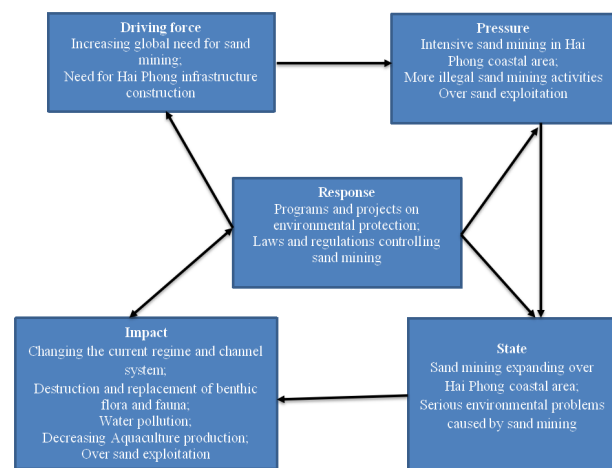 Driving force
Increasing global need for sand
mining;
Need for Hai Phong infrastructure
construction
Pressure
Intensive sand mining in Hai
Phong coastal area;
More illegal sand mining activities
Over sand exploitation
Response
Programs and projects on
environmental protection;
Laws and regulations controlling
sand mining
Impact
Changing the current regime and channel
system;
Destruction and replacement of benthic
flora and fauna;
Water pollution;
Decreasing Aquaculture production;
Over sand exploitation
State
Sand mining expanding over
Hai Phong coastal area;
Serious environmental problems
caused by sand mining